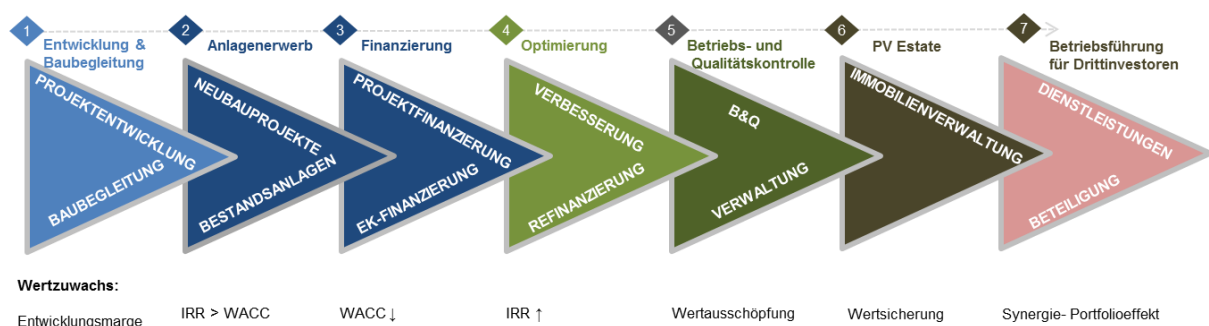 1
Entwicklung &
Baubegleitung
2
Anlagenerwerb
3
Finanzierung
4
Optimierung
5
Betriebs- und
Qualitätskontrolle
6
PV Estate
7
Betriebsführung
für Drittinvestoren
PROJEKTENTWICKLUNG
BAUBEGLEITUNG
NEUBAUPROJEKTE
BESTANDSANLAGEN
PROJEKTFINANZIERUNG
EK-FINANZIERUNG
VERBESSERUNG
REFINANZIERUNG
B&Q
VERWALTUNG
IMMOBILIENVERWALTUNG
DIENSTLEISTUNGEN
BETEILIGUNG
Wertzuwachs:
Entwicklungsmarge
IRR > WACC
WACC ↓
IRR ↑
Wertausschöpfung
Wertsicherung
Synergie- Portfolioeffekt